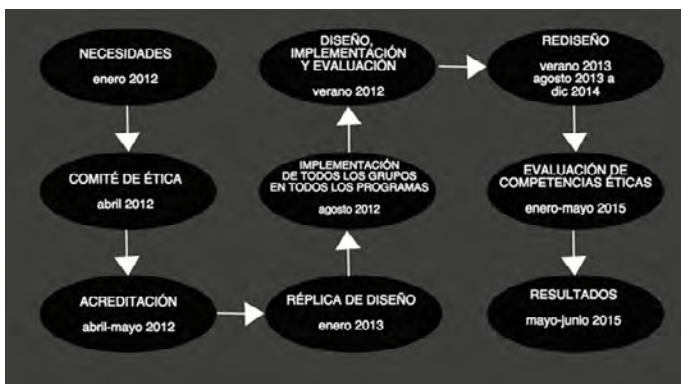 NECESIDADES
enero 2012
COMITÉ DE ÉTICA
abril 2012
ACREDITACIÓN
abril-mayo 2012
RÉPLICA DE DISEÑO
enero 2013
IMPLEMENTACIÓN
DE TODOS LOS GRUPOS
EN TODOS LOS PROGRAMAS
agosto 2012
DISEÑO,
IMPLEMENTACIÓN
Y EVALUACIÓN
verano 2012
REDISEÑO
verano 2013
agosto 2013 a
dic 2014
EVALUACIÓN DE
COMPETENCIAS ÉTICAS
enero-mayo 2015
RESULTADOS
mayo-junio 2015